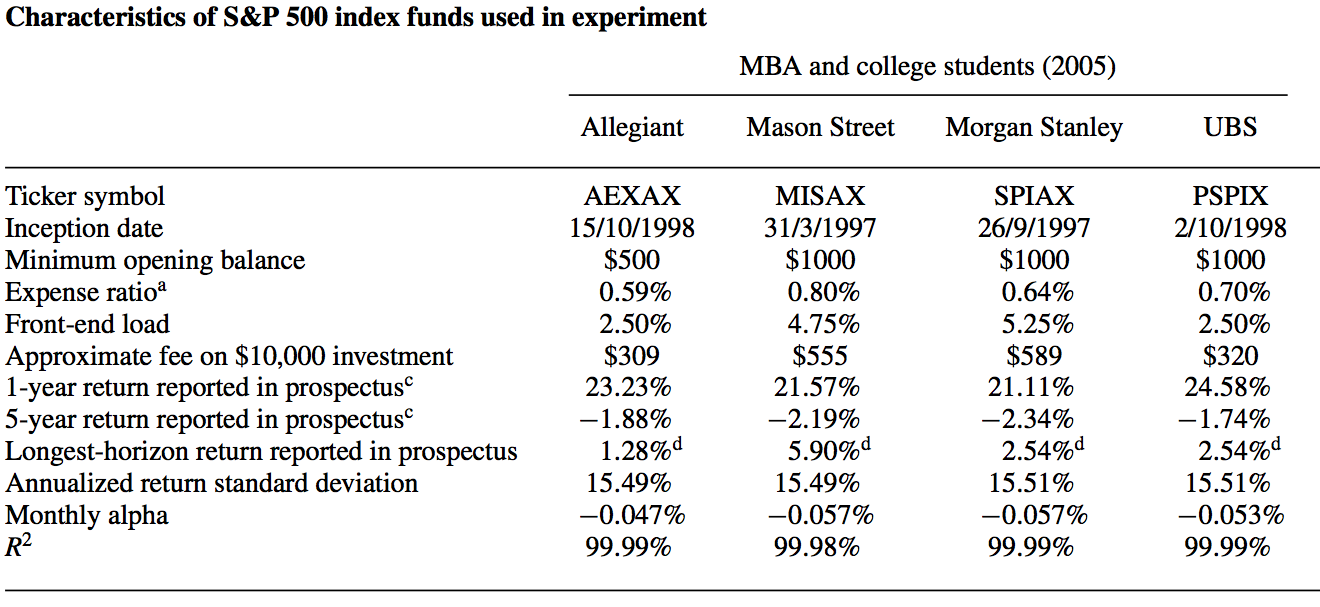 Characteristics of S&P 500 index funds used in experiment
MBA and college students (2005)
Allegiant Mason Street Morgan Stanley UBS
Ticker symbol AEXAX MISAX SPIAX PSPIX
Inception date 15/10/1998 31/3/1997 26/9/1997 2/10/1998
Minimum opening balance $500 $1000 $1000 $1000
Expense ratioᵃ 0.59% 0.80% 0.64% 0.70%
Front-end load 2.50% 4.75% 5.25% 2.50%
Approximate fee on $10,000 investment $309 $555 $589 $320
1-year return reported in prospectusᶜ 23.23% 21.57% 21.11% 24.58%
5-year return reported in prospectusᶜ −1.88% −2.19% −2.34% −1.74%
Longest-horizon return reported in prospectus 1.28%ᵈ 5.90%ᵈ 2.54%ᵈ 2.54%ᵈ
Annualized return standard deviation 15.49% 15.49% 15.51% 15.51%
Monthly alpha −0.047% −0.057% −0.057% −0.053%
R² 99.99% 99.98% 99.99% 99.99%